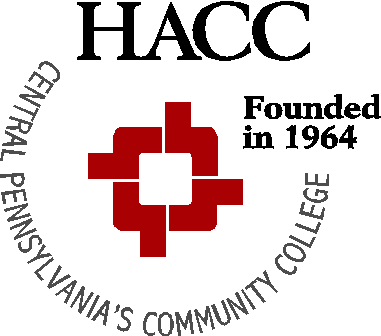 HACC
Founded
in 1964
CENTRAL PENNSYLVANIA'S COMMUNITY COLLEGE